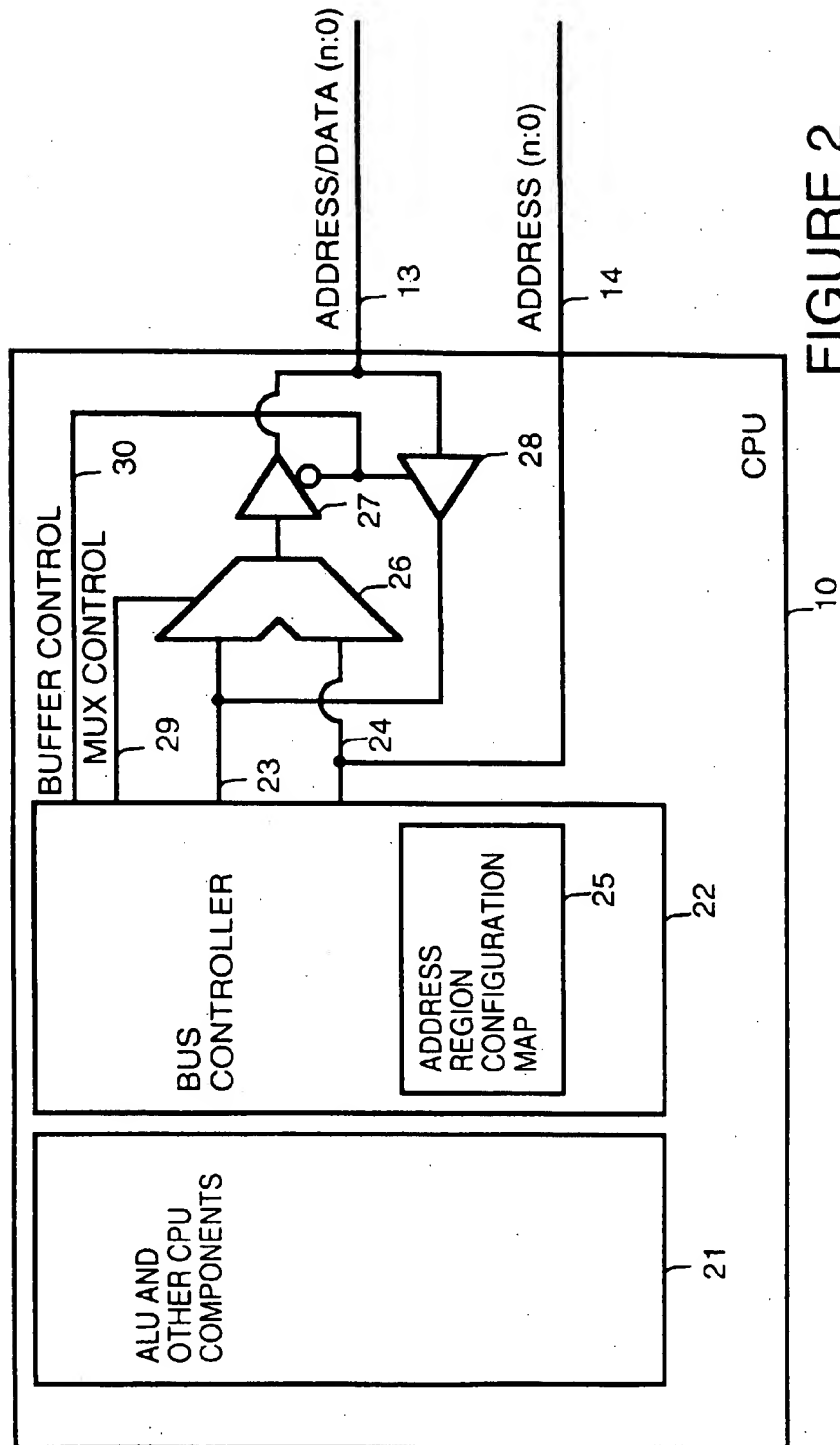 ALU AND
OTHER CPU
COMPONENTS
21
BUS
CONTROLLER
ADDRESS
REGION
CONFIGURATION
MAP
25
22
BUFFER CONTROL
MUX CONTROL
30
29
23
24
26
27
28
CPU
10
ADDRESS/DATA (n:0)
13
ADDRESS (n:0)
14
FIGURE 2